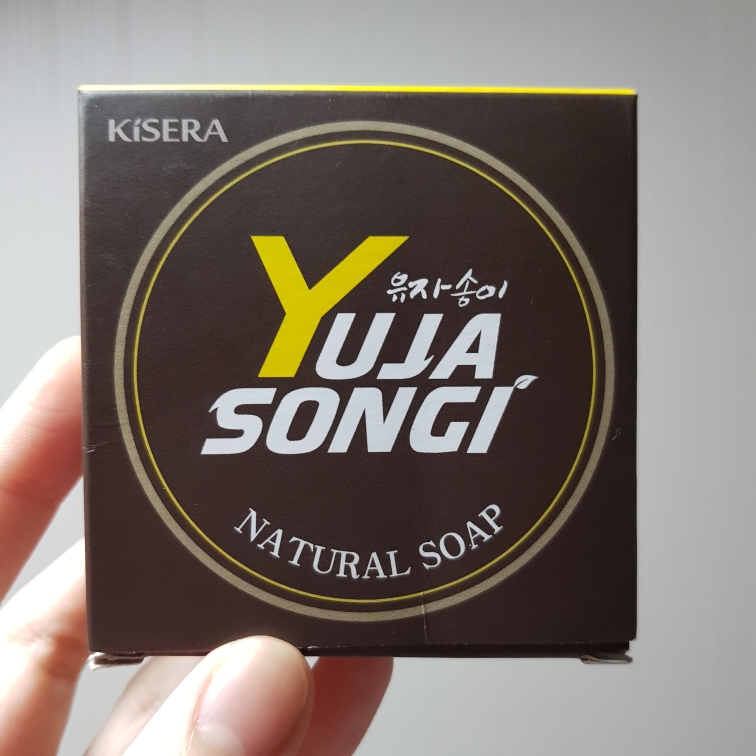 KiSERA
유자송이
YUJA
SONGI
NATURAL SOAP